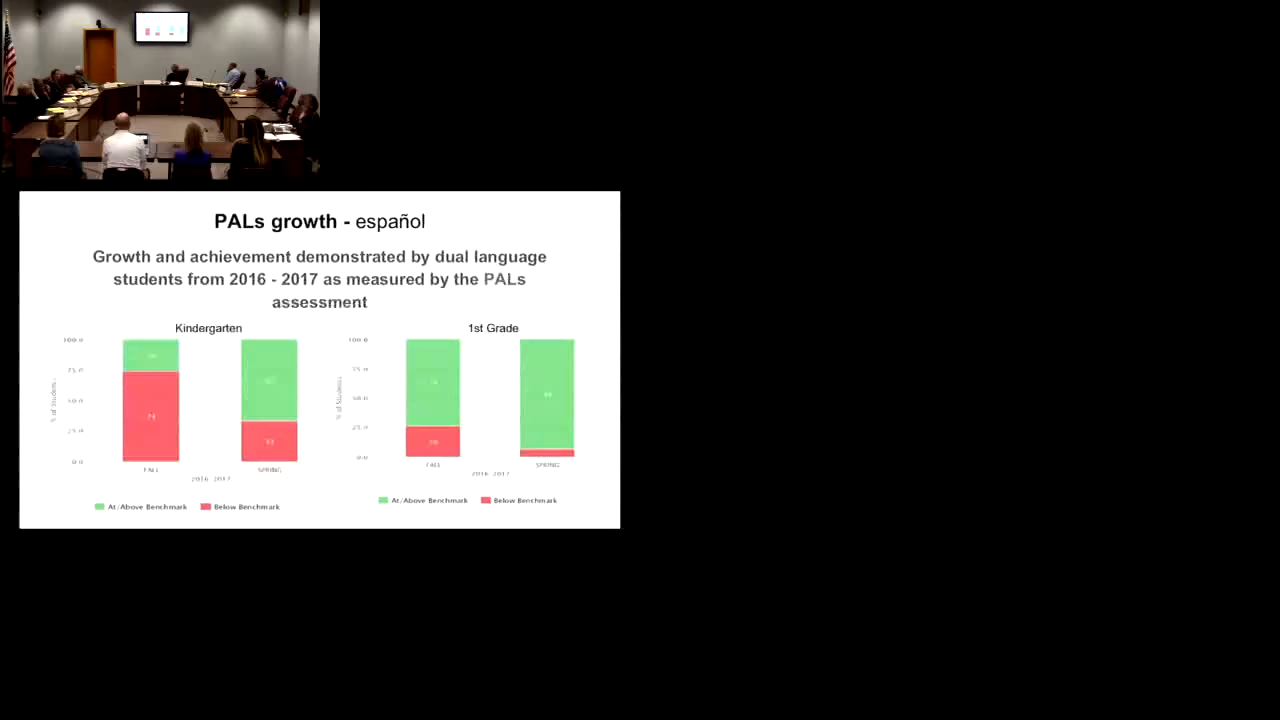 PALs growth - español
Growth and achievement demonstrated by dual language
students from 2016 - 2017 as measured by the PALs
assessment
Kindergarten
1st Grade
100.0
75.0
50.0
25.0
0.0
% of Students
74
33
FALL
SPRING
2016 2017
At/Above Benchmark
Below Benchmark
100.0
75.0
50.0
25.0
0.0
FALL
SPRING
2016 2017
At/Above Benchmark
Below Benchmark